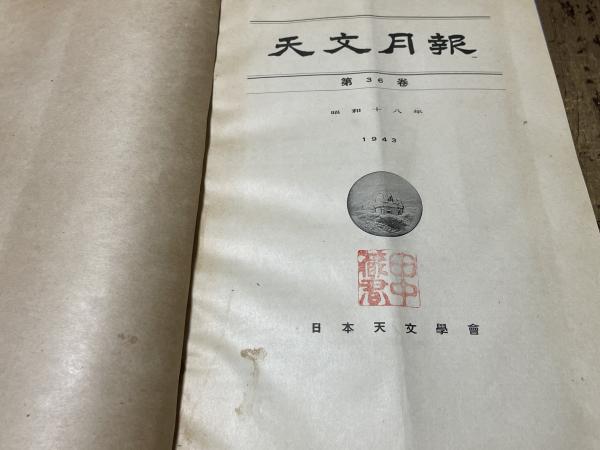 天文月報
第36卷
昭和十八年
1943
田中
藏書
日本天文學會